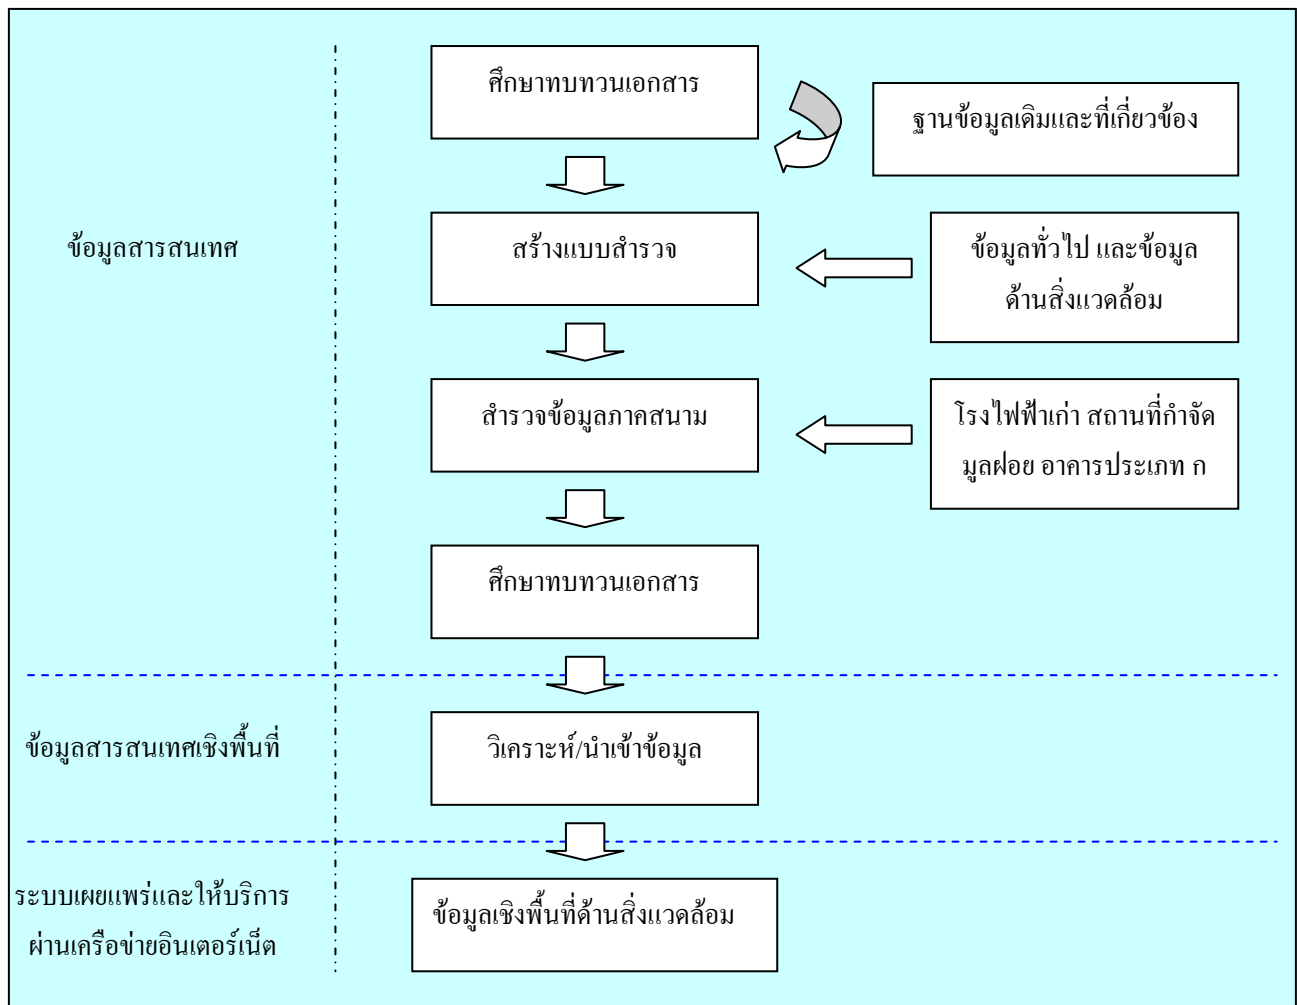 ศึกษาทบทวนเอกสาร
ฐานข้อมูลเดิมและที่เกี่ยวข้อง
ข้อมูลสารสนเทศ
สร้างแบบสำรวจ
ข้อมูลทั่วไป และข้อมูล
ด้านสิ่งแวดล้อม
สำรวจข้อมูลภาคสนาม
โรงไฟฟ้าเก่า สถานที่กำจัด
มูลฝอย อาคารประเภท ก
ศึกษาทบทวนเอกสาร
ข้อมูลสารสนเทศเชิงพื้นที่
วิเคราะห์/นำเข้าข้อมูล
ระบบเผยแพร่และให้บริการ
ผ่านเครือข่ายอินเตอร์เน็ต
ข้อมูลเชิงพื้นที่ด้านสิ่งแวดล้อม